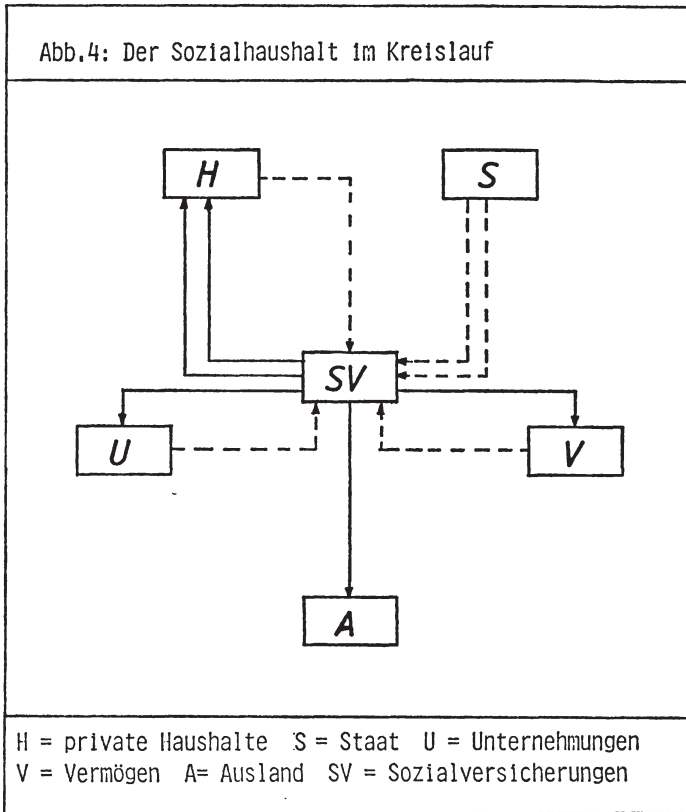 Abb.4: Der Sozialhaushalt im Kreislauf
H
S
SV
U
V
A
H = private Haushalte S = Staat U = Unternehmungen
V = Vermögen A= Ausland SV = Sozialversicherungen